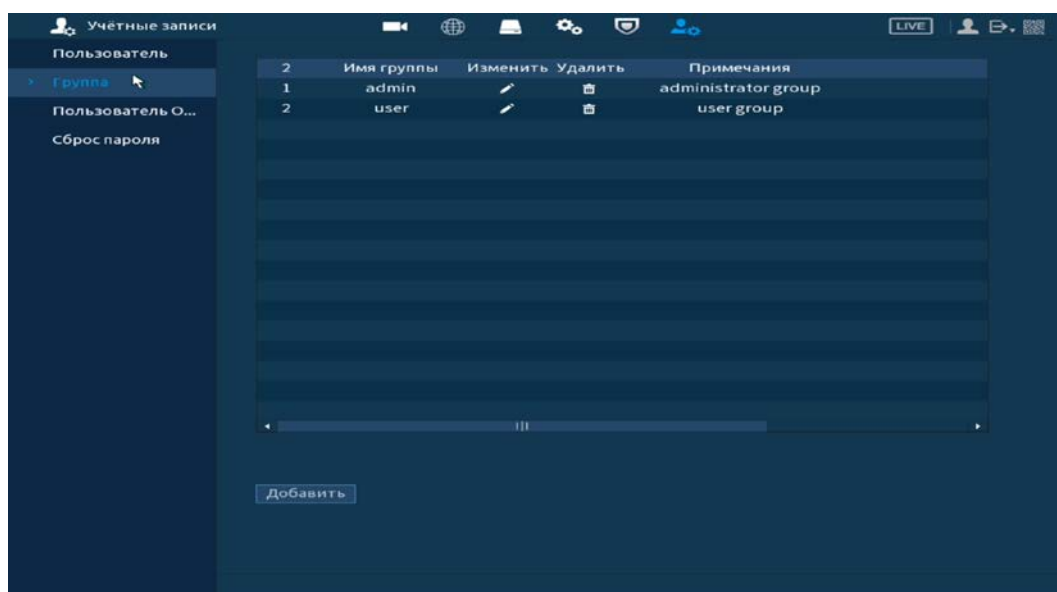 Учётные записи
LIVE
Пользователь
Группа
Пользователь О...
Сброс пароля
2 Имя группы Изменить Удалить Примечания
1 admin administrator group
2 user user group
Добавить